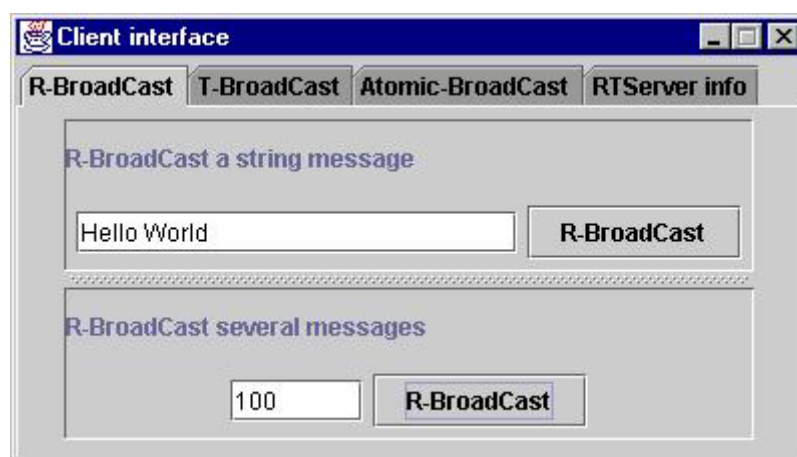 Client interface
R-BroadCast T-BroadCast Atomic-BroadCast RTServer info
R-BroadCast a string message
Hello World R-BroadCast
R-BroadCast several messages
100 R-BroadCast